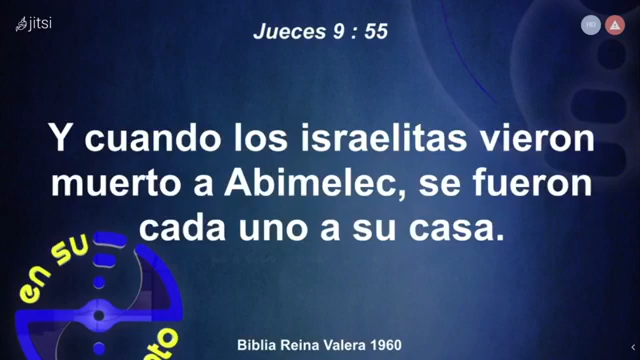 jitsi
HD
Jueces 9 : 55
Y cuando los israelitas vieron
muerto a Abimelec, se fueron
cada uno a su casa.
en su
Biblia Reina Valera 1960